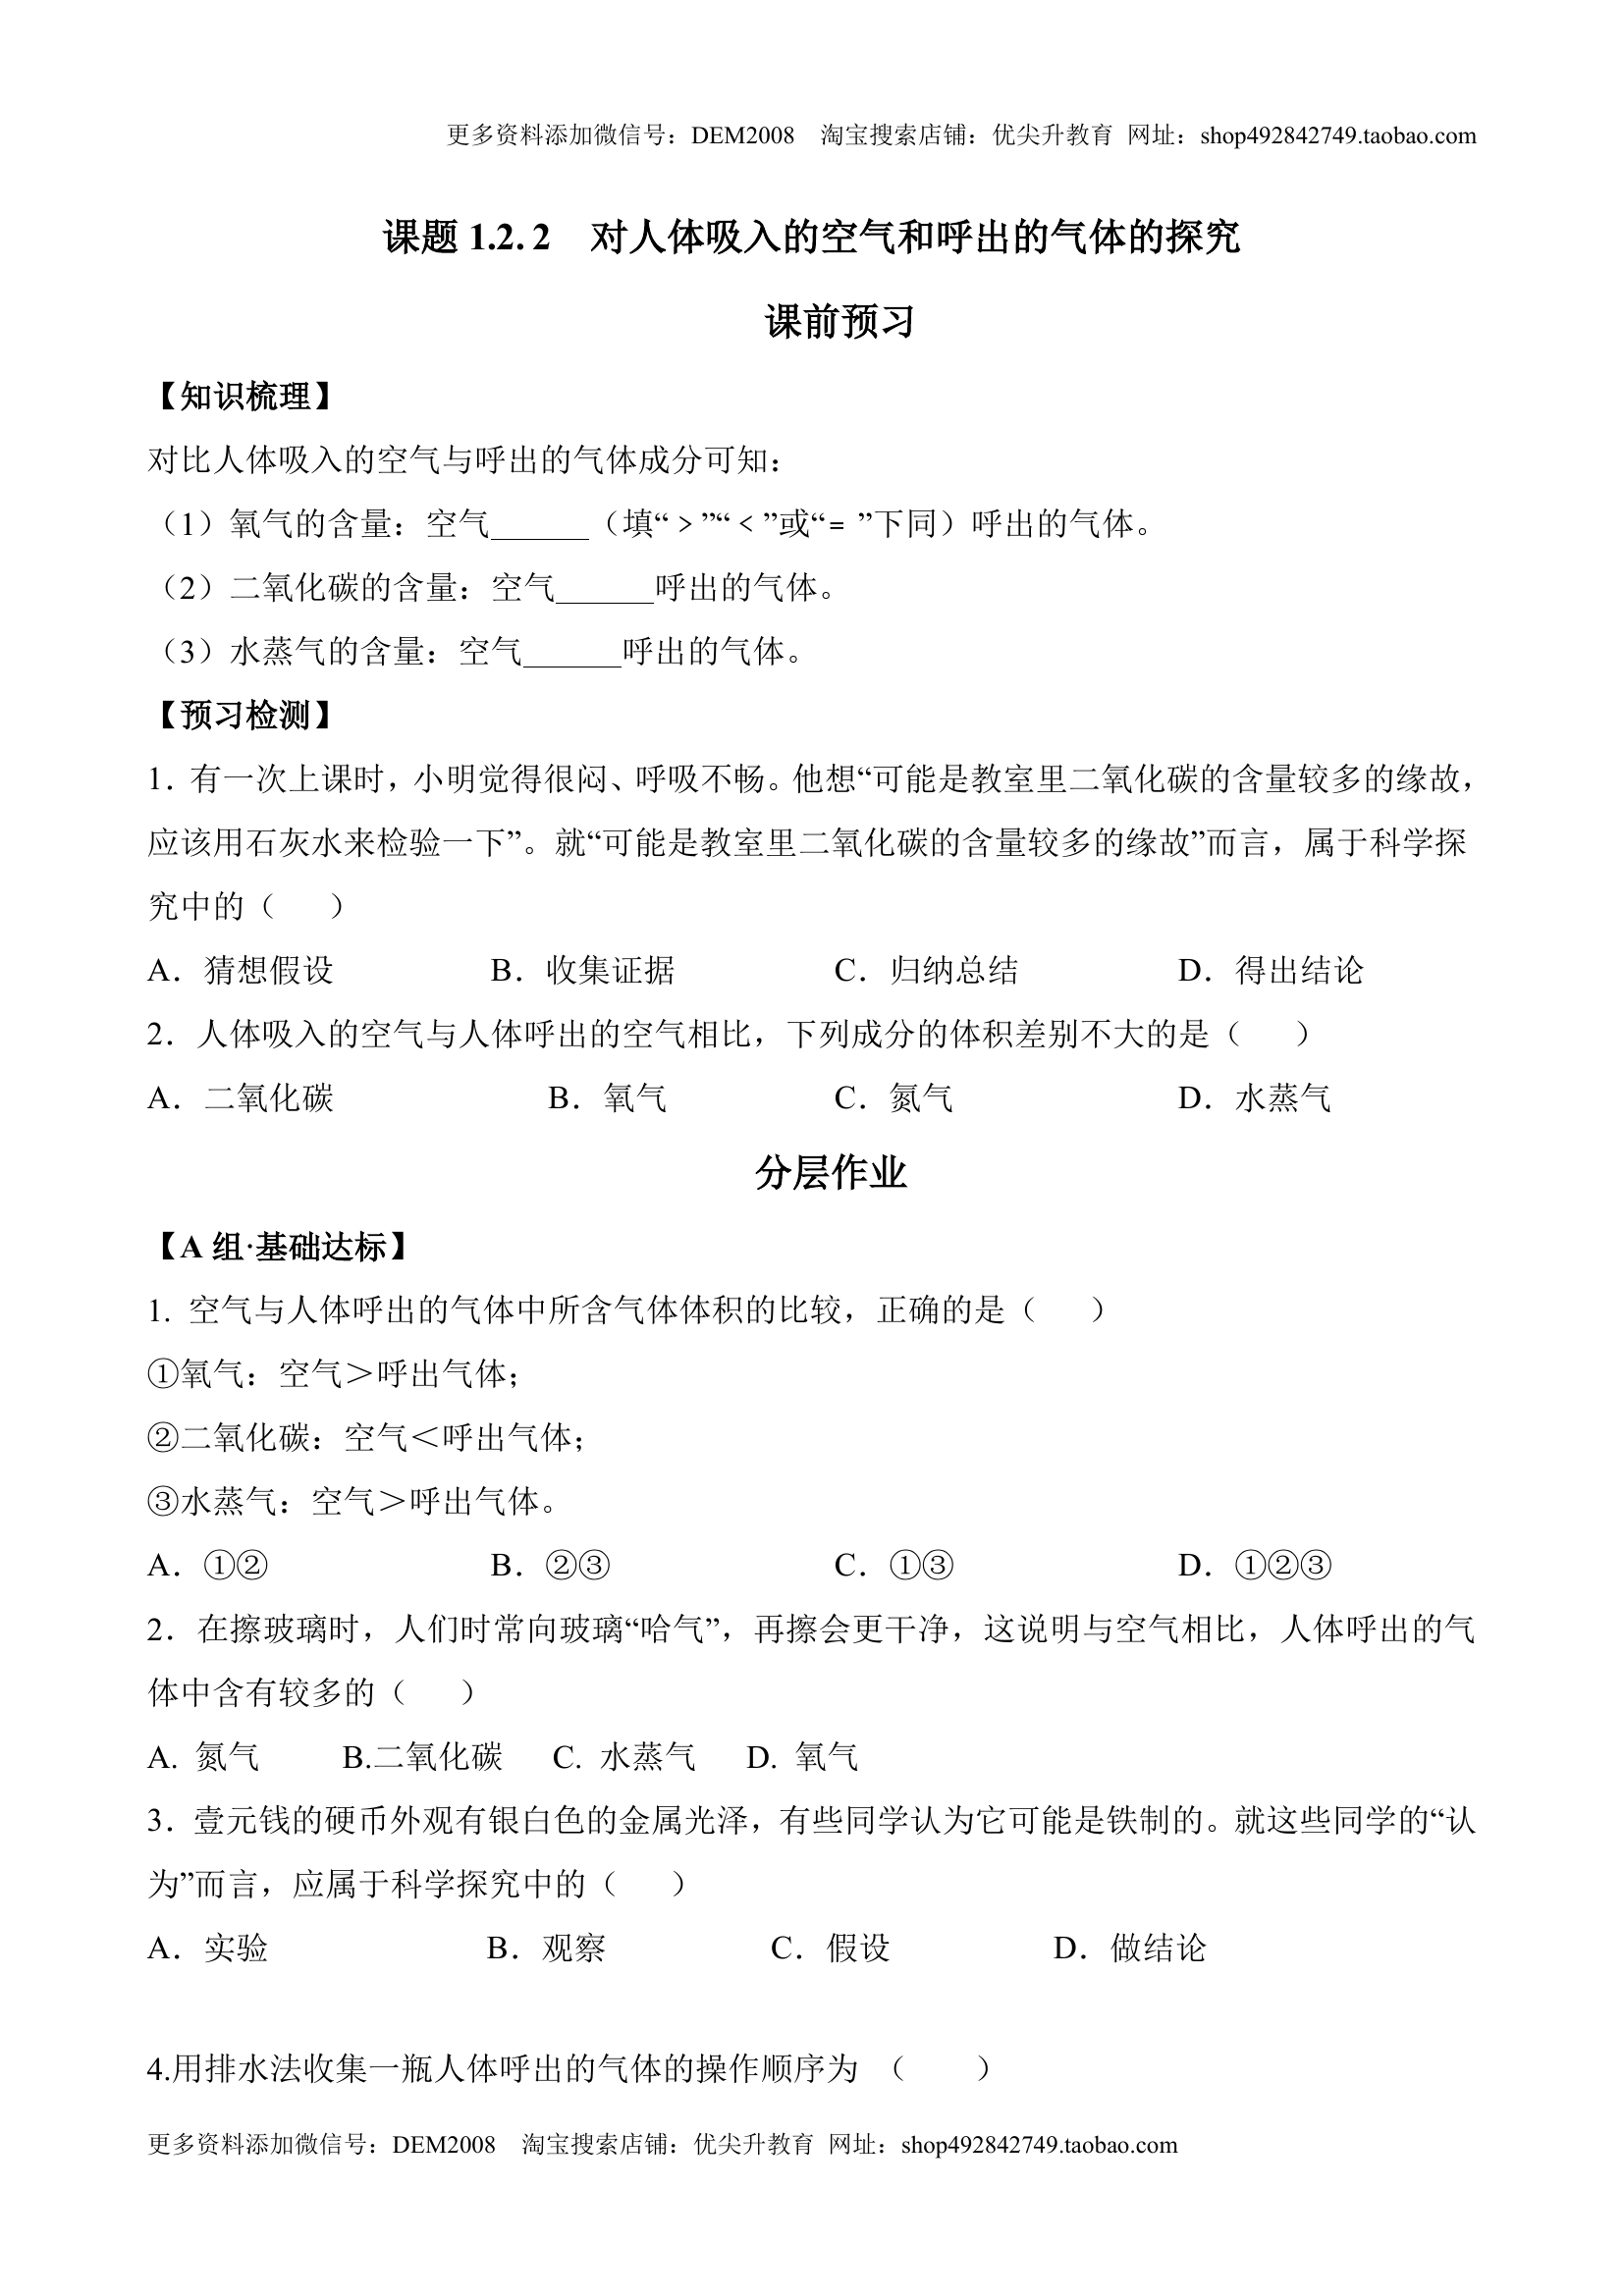 更多资料添加微信号：DEM2008 淘宝搜索店铺：优尖升教育 网址：shop492842749.taobao.com
课题 1.2. 2 对人体吸入的空气和呼出的气体的探究
课前预习
【知识梳理】
对比人体吸入的空气与呼出的气体成分可知：
（1）氧气的含量：空气______（填“﹥”“﹤”或“﹦”下同）呼出的气体。
（2）二氧化碳的含量：空气______呼出的气体。
（3）水蒸气的含量：空气______呼出的气体。
【预习检测】
1．有一次上课时，小明觉得很闷、呼吸不畅。他想“可能是教室里二氧化碳的含量较多的缘故，
应该用石灰水来检验一下”。就“可能是教室里二氧化碳的含量较多的缘故”而言，属于科学探
究中的（ ）
A．猜想假设 B．收集证据 C．归纳总结 D．得出结论
2．人体吸入的空气与人体呼出的空气相比，下列成分的体积差别不大的是（ ）
A．二氧化碳 B．氧气 C．氮气 D．水蒸气
分层作业
【A 组·基础达标】
1. 空气与人体呼出的气体中所含气体体积的比较，正确的是（ ）
①氧气：空气＞呼出气体；
②二氧化碳：空气＜呼出气体；
③水蒸气：空气＞呼出气体。
A．①② B．②③ C．①③ D．①②③
2．在擦玻璃时，人们时常向玻璃“哈气”，再擦会更干净，这说明与空气相比，人体呼出的气
体中含有较多的（ ）
A. 氮气 B.二氧化碳 C. 水蒸气 D. 氧气
3．壹元钱的硬币外观有银白色的金属光泽，有些同学认为它可能是铁制的。就这些同学的“认
为”而言，应属于科学探究中的（ ）
A．实验 B．观察 C．假设 D．做结论
4.用排水法收集一瓶人体呼出的气体的操作顺序为 （ ）
更多资料添加微信号：DEM2008 淘宝搜索店铺：优尖升教育 网址：shop492842749.taobao.com